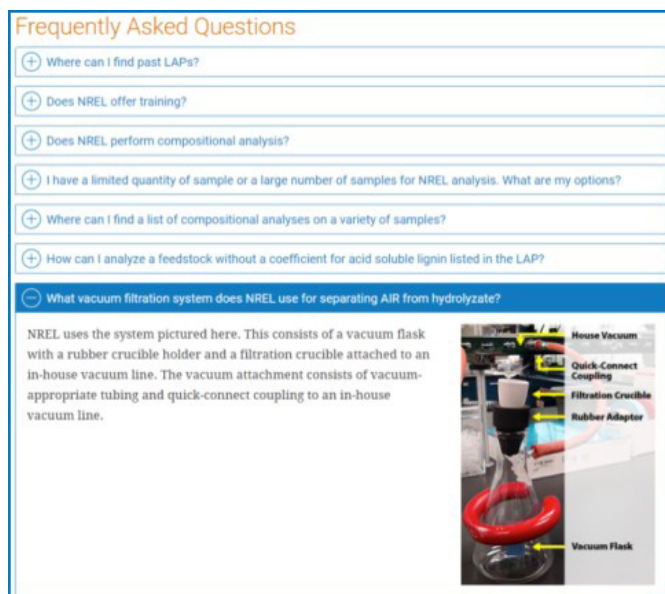 Frequently Asked Questions
Where can I find past LAPs?
Does NREL offer training?
Does NREL perform compositional analysis?
I have a limited quantity of sample or a large number of samples for NREL analysis. What are my options?
Where can I find a list of compositional analyses on a variety of samples?
How can I analyze a feedstock without a coefficient for acid soluble lignin listed in the LAP?
What vacuum filtration system does NREL use for separating AIR from hydrolyzate?
NREL uses the system pictured here. This consists of a vacuum flask
with a rubber crucible holder and a filtration crucible attached to an
in-house vacuum line. The vacuum attachment consists of vacuum-
appropriate tubing and quick-connect coupling to an in-house
vacuum line.
House Vacuum
Quick-Connect
Coupling
Filtration Crucible
Rubber Adaptor
Vacuum Flask